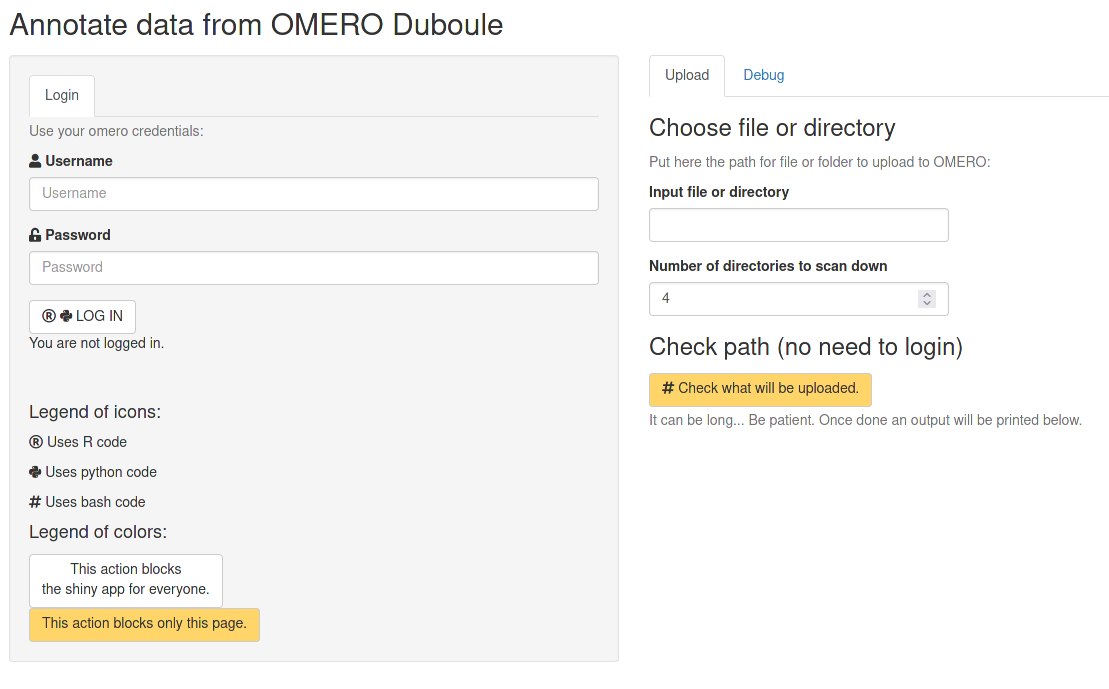 Annotate data from OMERO Duboule
Login
Use your omero credentials:
Username
Username
Password
Password
® LOG IN
You are not logged in.
Legend of icons:
® Uses R code
Uses python code
# Uses bash code
Legend of colors:
This action blocks
the shiny app for everyone.
This action blocks only this page.
Upload Debug
Choose file or directory
Put here the path for file or folder to upload to OMERO:
Input file or directory
Number of directories to scan down
4
Check path (no need to login)
# Check what will be uploaded.
It can be long... Be patient. Once done an output will be printed below.